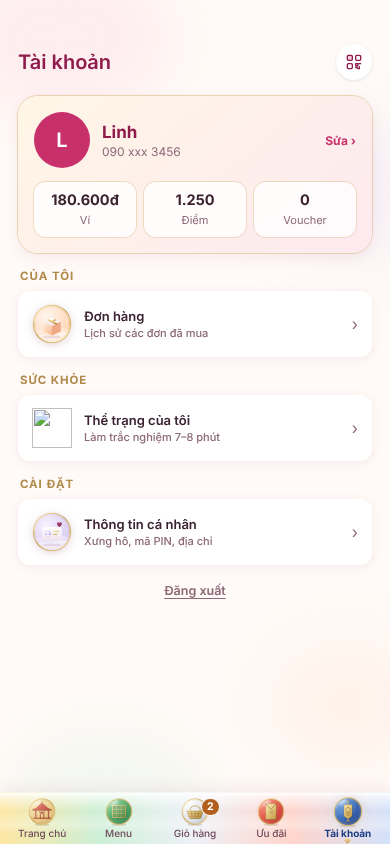 Tài khoản
L
Linh
090 xxx 3456
Sửa ›
180.600đ
Ví
1.250
Điểm
0
Voucher
CỦA TÔI
Đơn hàng
Lịch sử các đơn đã mua
›
SỨC KHỎE
Thể trạng của tôi
Làm trắc nghiệm 7–8 phút
›
CÀI ĐẶT
Thông tin cá nhân
Xưng hô, mã PIN, địa chỉ
›
Đăng xuất
2
Trang chủ
Menu
Giỏ hàng
Ưu đãi
Tài khoản